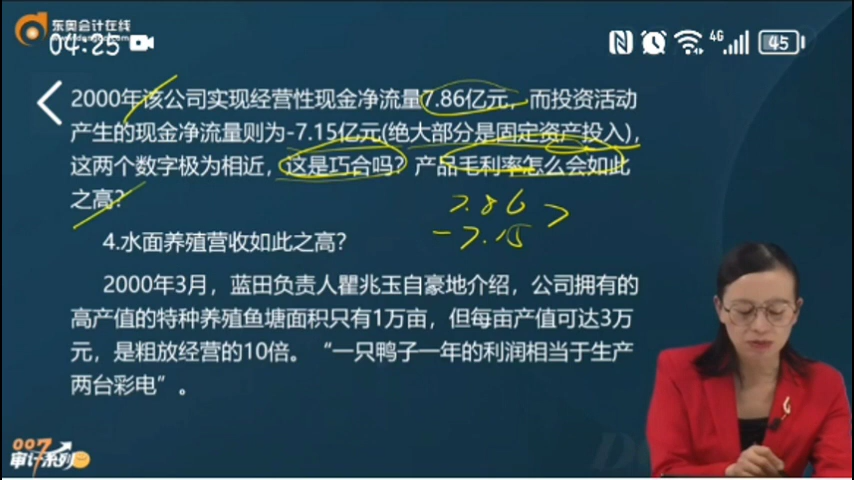 东奥会计在线
04:25
4G
45
2000年该公司实现经营性现金净流量7.86亿元，而投资活动
产生的现金净流量则为-7.15亿元(绝大部分是固定资产投入)，
这两个数字极为相近，这是巧合吗？产品毛利率怎么会如此
之高？
7.86
-7.15
4.水面养殖营收如此之高？
2000年3月，蓝田负责人瞿兆玉自豪地介绍，公司拥有的
高产值的特种养殖鱼塘面积只有1万亩，但每亩产值可达3万
元，是粗放经营的10倍。“一只鸭子一年的利润相当于生产
两台彩电”。
007
审计系列